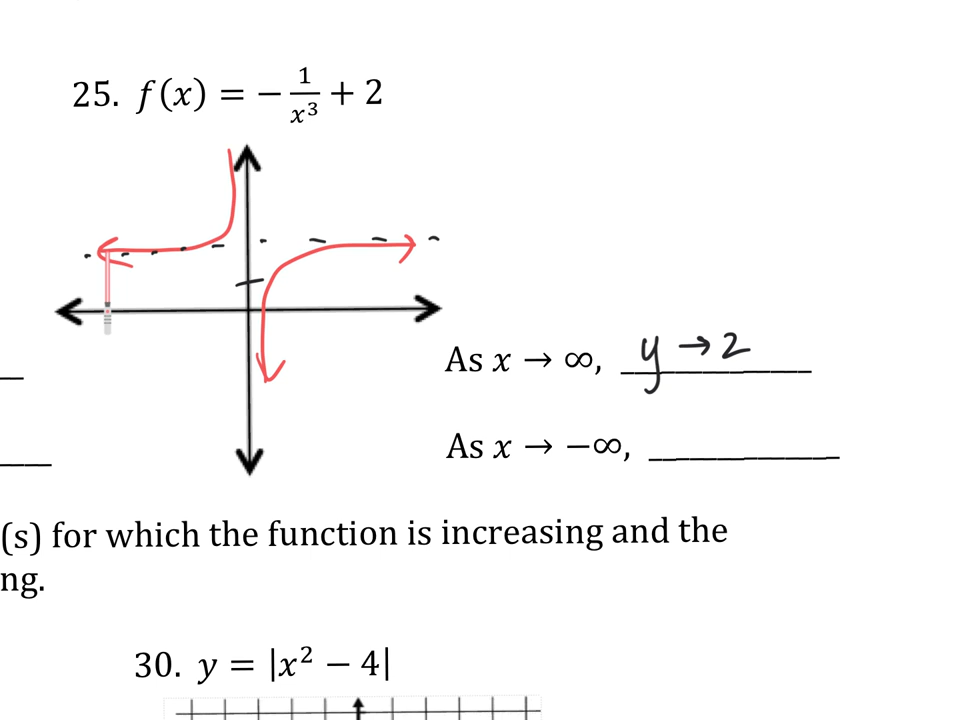 25. f(x) = −1/x³ + 2
As x → ∞, y → 2
As x → −∞, ____________
(s) for which the function is increasing and the
ng.
30. y = |x² − 4|